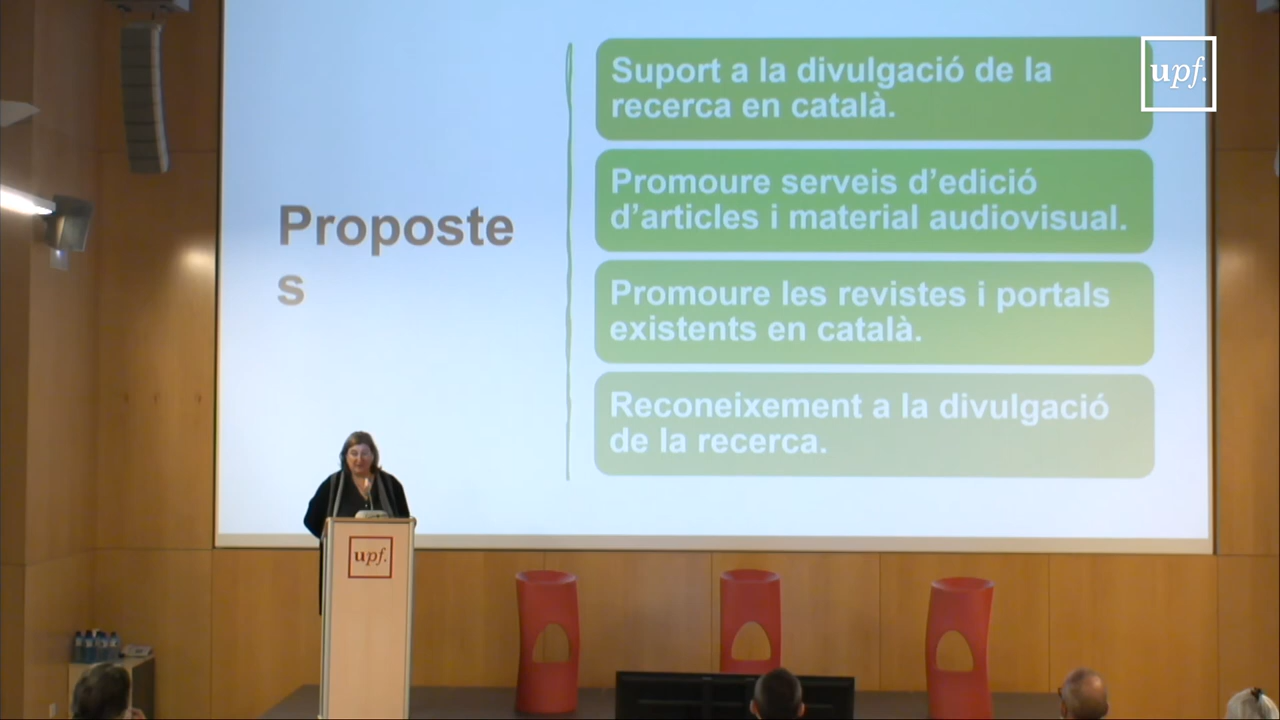 Proposte
s
Suport a la divulgació de la
recerca en català.
Promoure serveis d’edició
d’articles i material audiovisual.
Promoure les revistes i portals
existents en català.
Reconeixement a la divulgació
de la recerca.
upf.
upf.